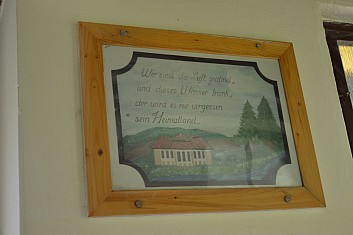 Wer einst die Luft geatmet,
und dieses Wasser trank,
der wird es nie vergessen
sein Heimatland.